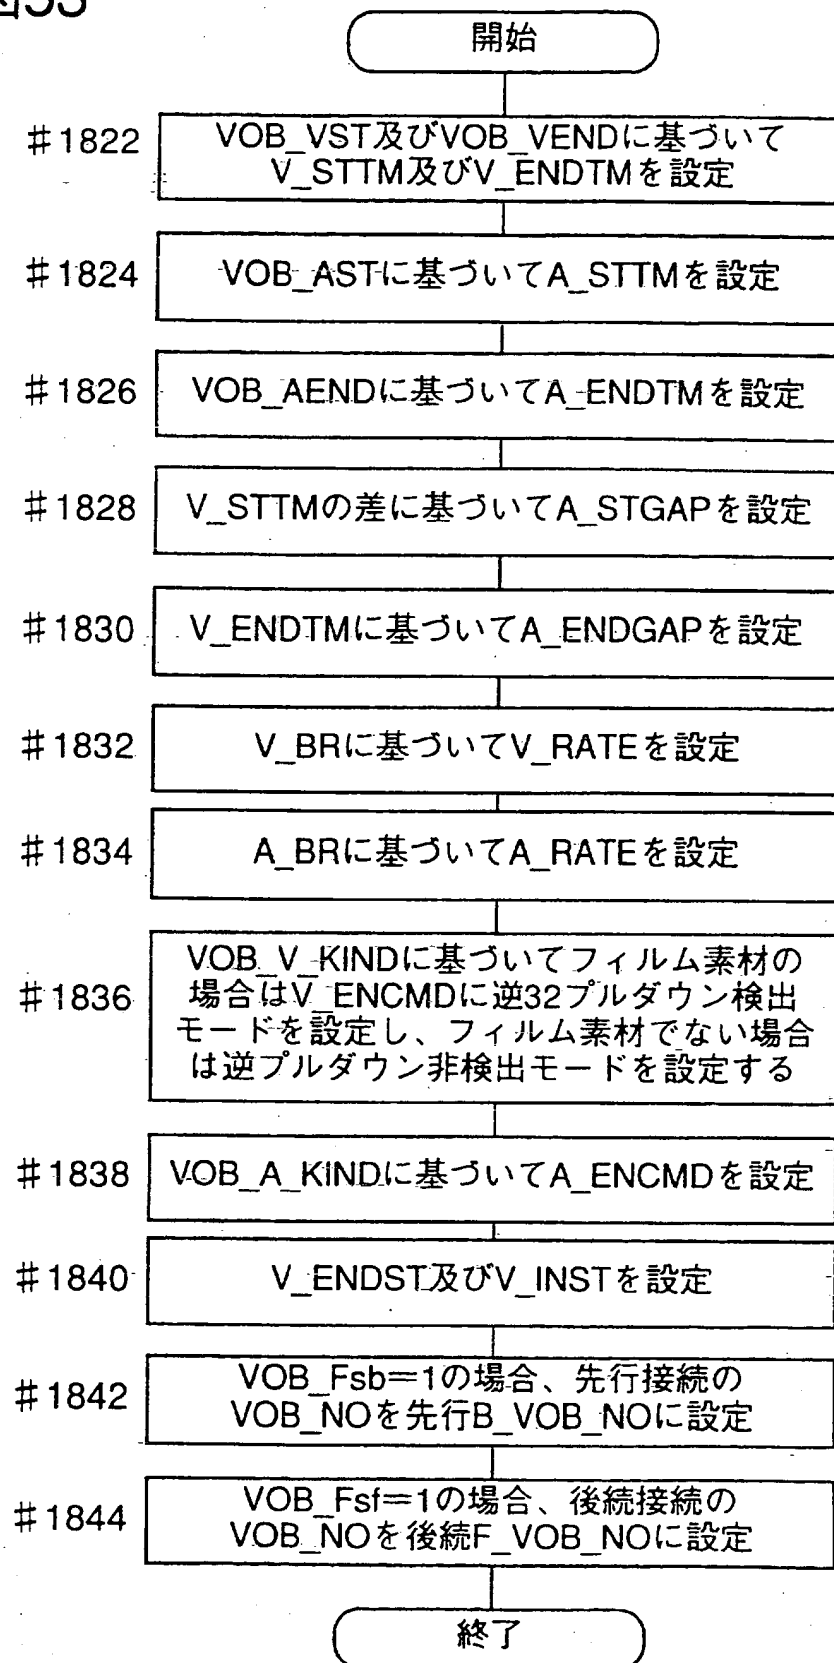 図53
開始
#1822
VOB_VST及びVOB_VENDに基づいて
V_STTM及びV_ENDTMを設定
#1824
VOB_ASTに基づいてA_STTMを設定
#1826
VOB_AENDに基づいてA_ENDTMを設定
#1828
V_STTMの差に基づいてA_STGAPを設定
#1830
V_ENDTMに基づいてA_ENDGAPを設定
#1832
V_BRに基づいてV_RATEを設定
#1834
A_BRに基づいてA_RATEを設定
#1836
VOB_V_KINDに基づいてフィルム素材の
場合はV_ENCMDに逆32プルダウン検出
モードを設定し、フィルム素材でない場合
は逆プルダウン非検出モードを設定する
#1838
VOB_A_KINDに基づいてA_ENCMDを設定
#1840
V_ENDST及びV_INSTを設定
#1842
VOB_Fsb=1の場合、先行接続の
VOB_NOを先行B_VOB_NOに設定
#1844
VOB_Fsf=1の場合、後続接続の
VOB_NOを後続F_VOB_NOに設定
終了